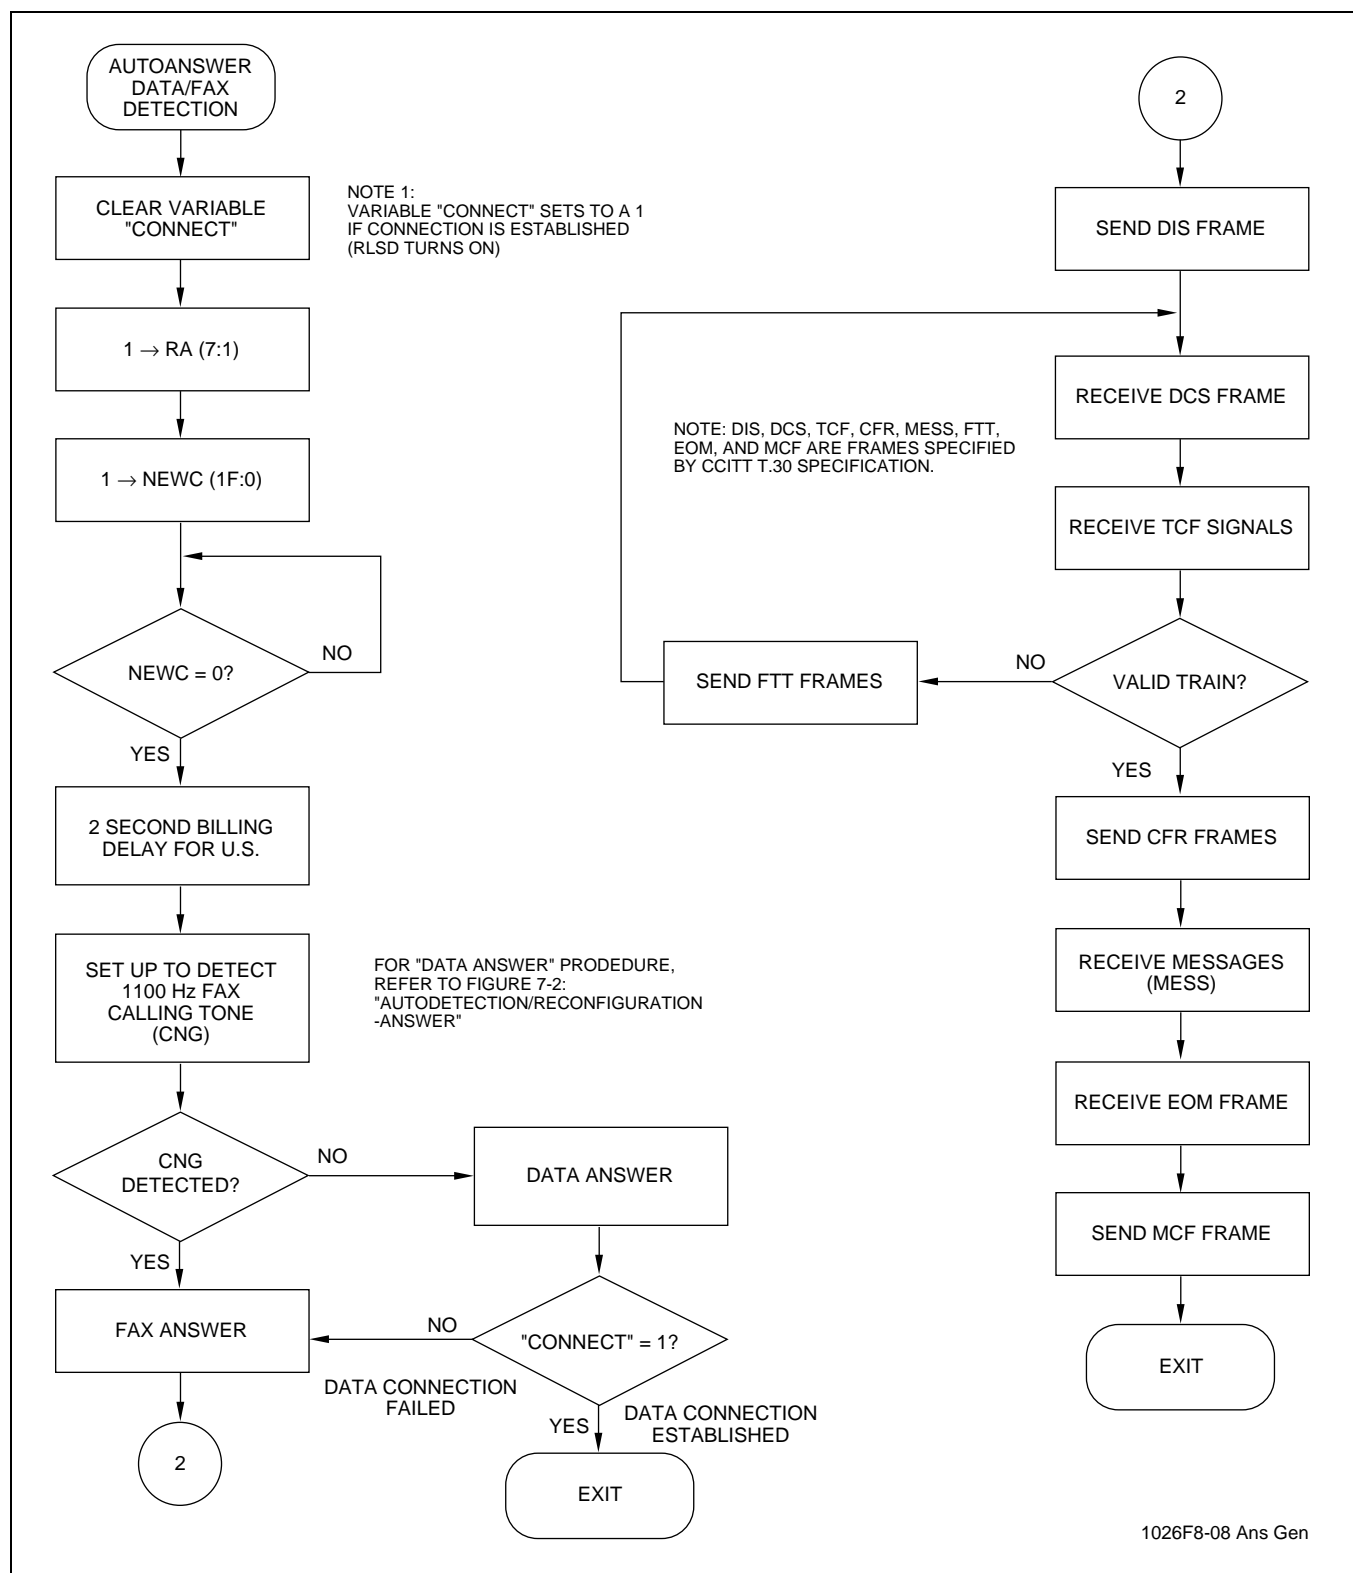 AUTOANSWER
DATA/FAX
DETECTION
CLEAR VARIABLE
"CONNECT"
NOTE 1:
VARIABLE "CONNECT" SETS TO A 1
IF CONNECTION IS ESTABLISHED
(RLSD TURNS ON)
1 → RA (7:1)
1 → NEWC (1F:0)
NEWC = 0?
NO
YES
2 SECOND BILLING
DELAY FOR U.S.
SET UP TO DETECT
1100 Hz FAX
CALLING TONE
(CNG)
FOR "DATA ANSWER" PRODEDURE,
REFER TO FIGURE 7-2:
"AUTODETECTION/RECONFIGURATION
-ANSWER"
CNG
DETECTED?
NO
YES
DATA ANSWER
FAX ANSWER
NO
"CONNECT" = 1?
DATA CONNECTION
FAILED
YES
DATA CONNECTION
ESTABLISHED
2
EXIT
2
SEND DIS FRAME
RECEIVE DCS FRAME
NOTE: DIS, DCS, TCF, CFR, MESS, FTT,
EOM, AND MCF ARE FRAMES SPECIFIED
BY CCITT T.30 SPECIFICATION.
RECEIVE TCF SIGNALS
VALID TRAIN?
NO
SEND FTT FRAMES
YES
SEND CFR FRAMES
RECEIVE MESSAGES
(MESS)
RECEIVE EOM FRAME
SEND MCF FRAME
EXIT
1026F8-08 Ans Gen